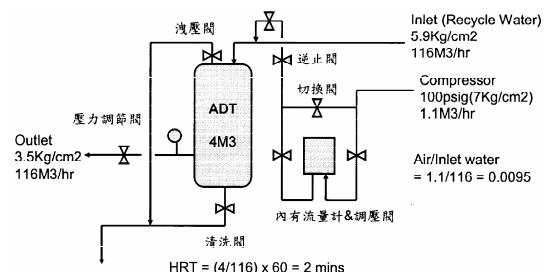 洩壓閥
Inlet (Recycle Water)
5.9Kg/cm2
116M3/hr
逆止閥
Compressor
100psig(7Kg/cm2)
1.1M3/hr
切換閥
ADT
4M3
壓力調節閥
Outlet
3.5Kg/cm2
116M3/hr
Air/Inlet water
= 1.1/116 = 0.0095
內有流量計&調壓閥
清洗閥
HRT = (4/116) x 60 = 2 mins